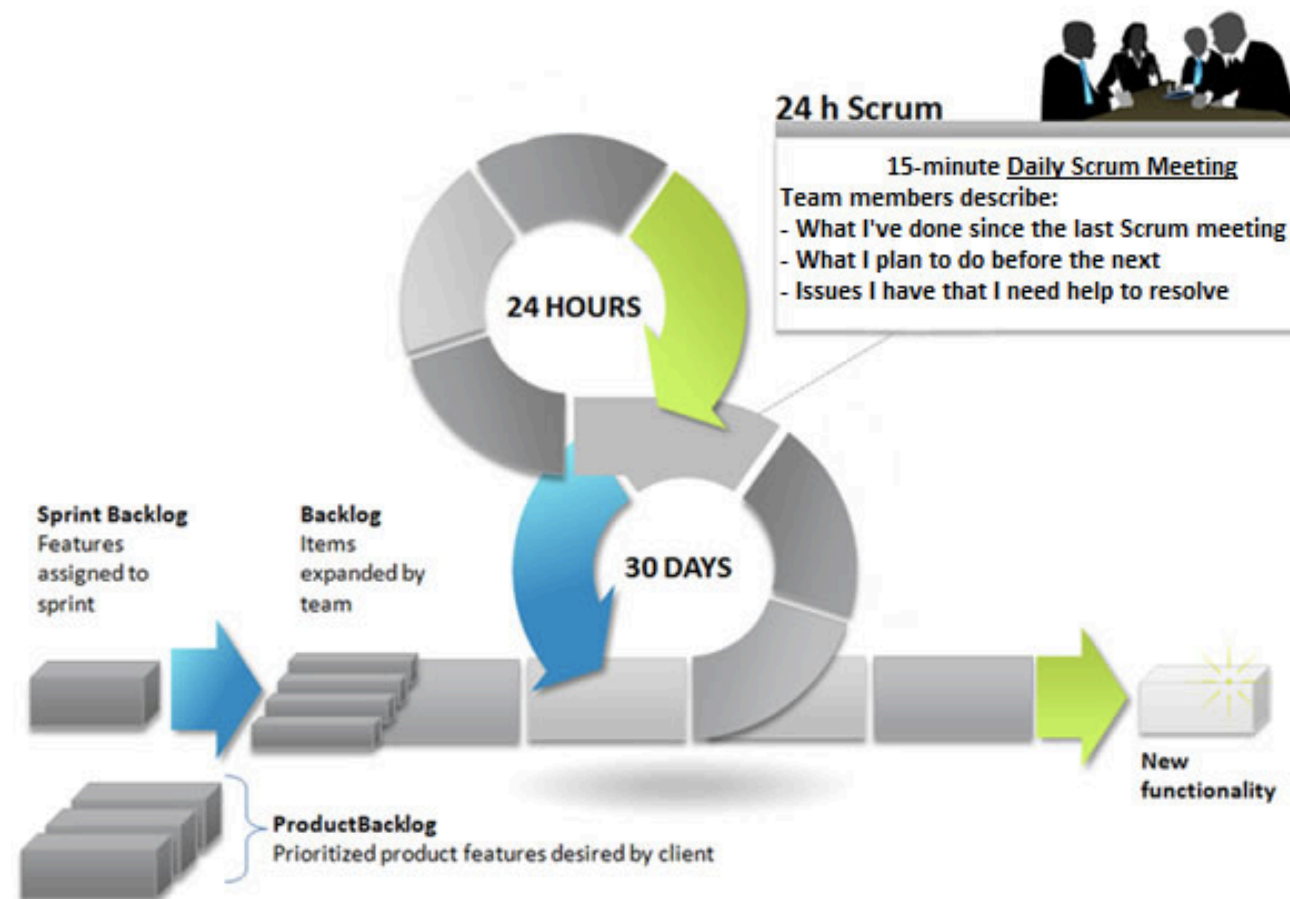 24 h Scrum
15-minute Daily Scrum Meeting
Team members describe:
- What I've done since the last Scrum meeting
- What I plan to do before the next
- Issues I have that I need help to resolve
24 HOURS
30 DAYS
Sprint Backlog
Features
assigned to
sprint
Backlog
Items
expanded by
team
New
functionality
ProductBacklog
Prioritized product features desired by client